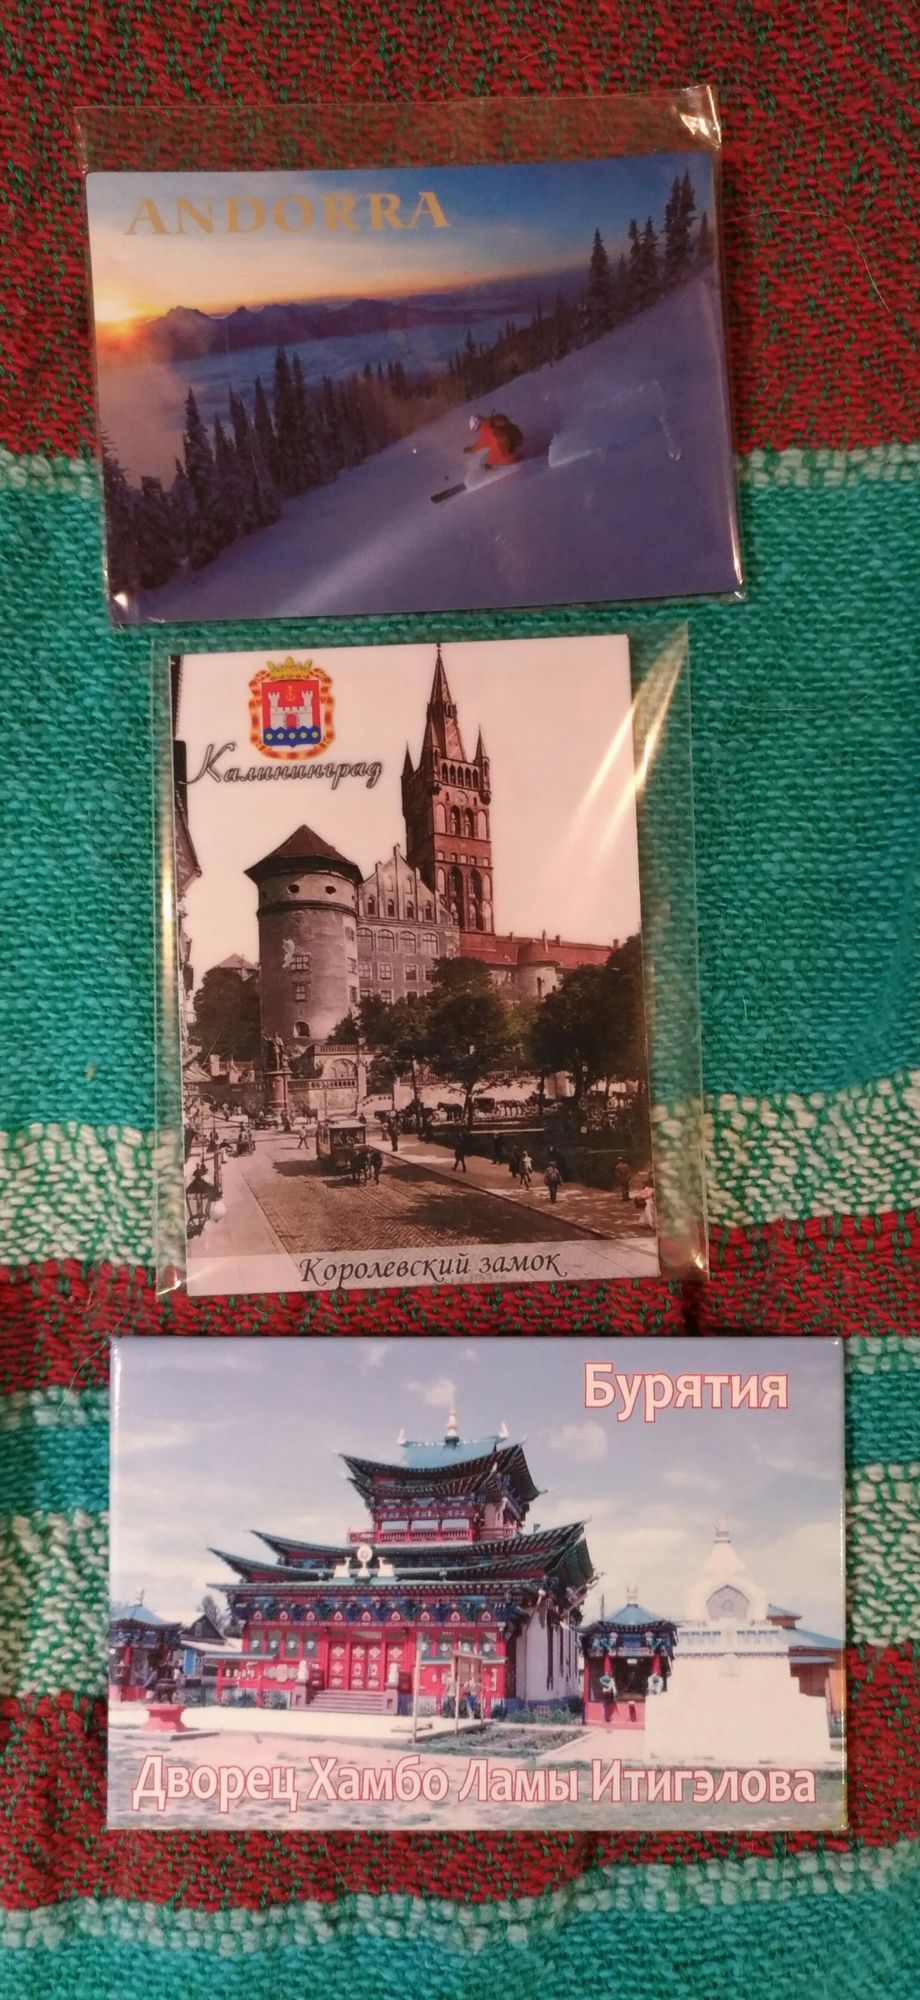 ANDORRA
Калининград
Королевский замок
Бурятия
Дворец Хамбо Ламы Итигэлова